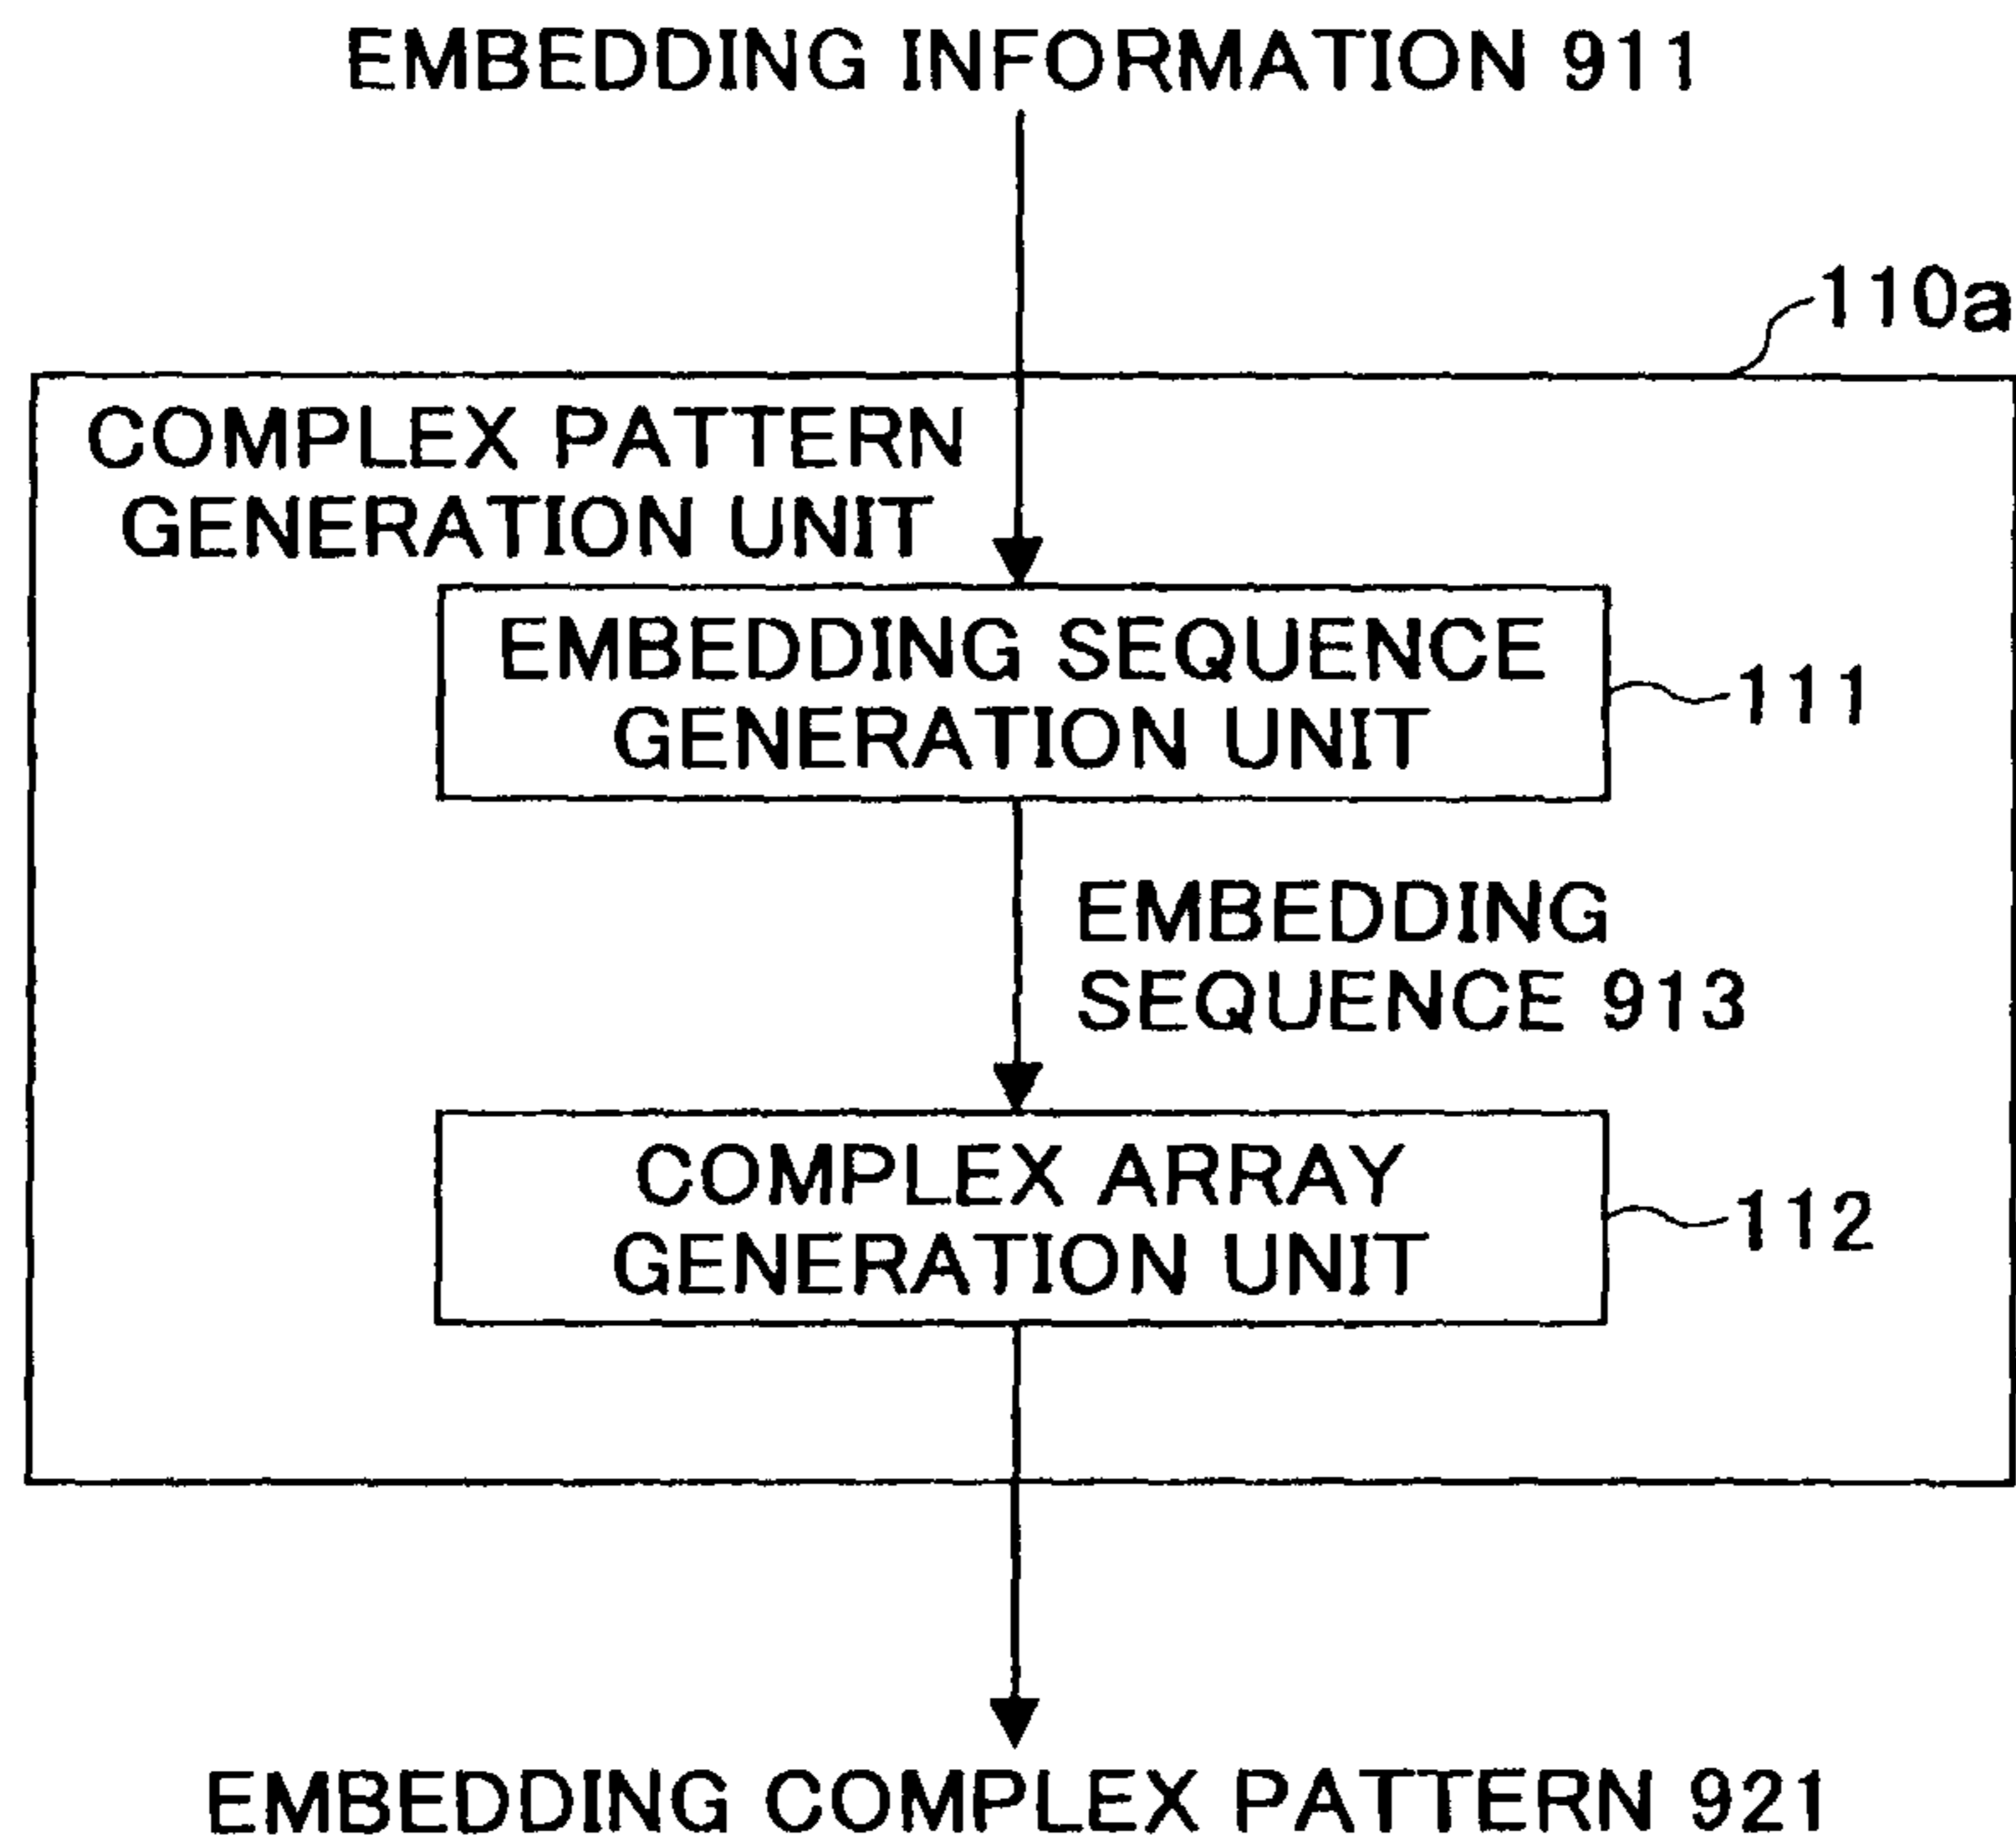 EMBEDDING INFORMATION 911
110a
COMPLEX PATTERN
GENERATION UNIT
EMBEDDING SEQUENCE
GENERATION UNIT
111
EMBEDDING
SEQUENCE 913
COMPLEX ARRAY
GENERATION UNIT
112
EMBEDDING COMPLEX PATTERN 921